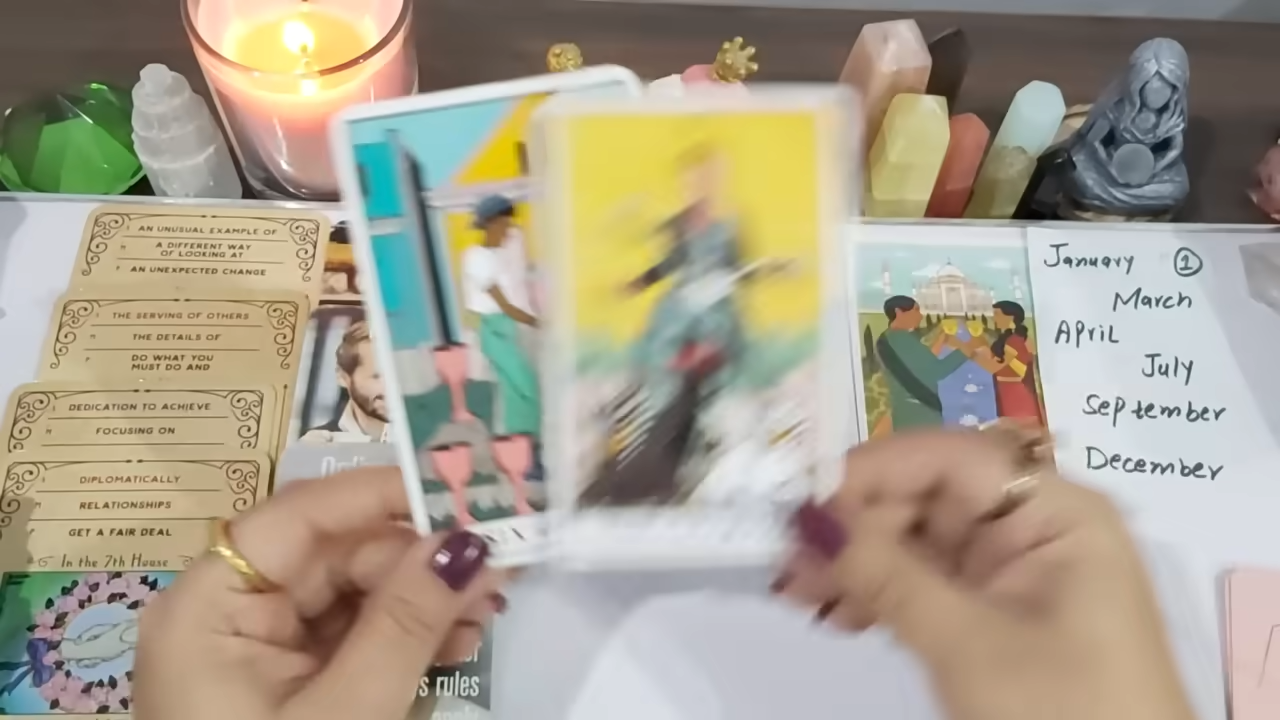 AN UNUSUAL EXAMPLE OF
A DIFFERENT WAY
OF LOOKING AT
AN UNEXPECTED CHANGE
THE SERVING OF OTHERS
THE DETAILS OF
DO WHAT YOU
MUST DO AND
DEDICATION TO ACHIEVE
FOCUSING ON
DIPLOMATICALLY
RELATIONSHIPS
GET A FAIR DEAL
In the 7th House
rules
January 1
March
April
July
September
December